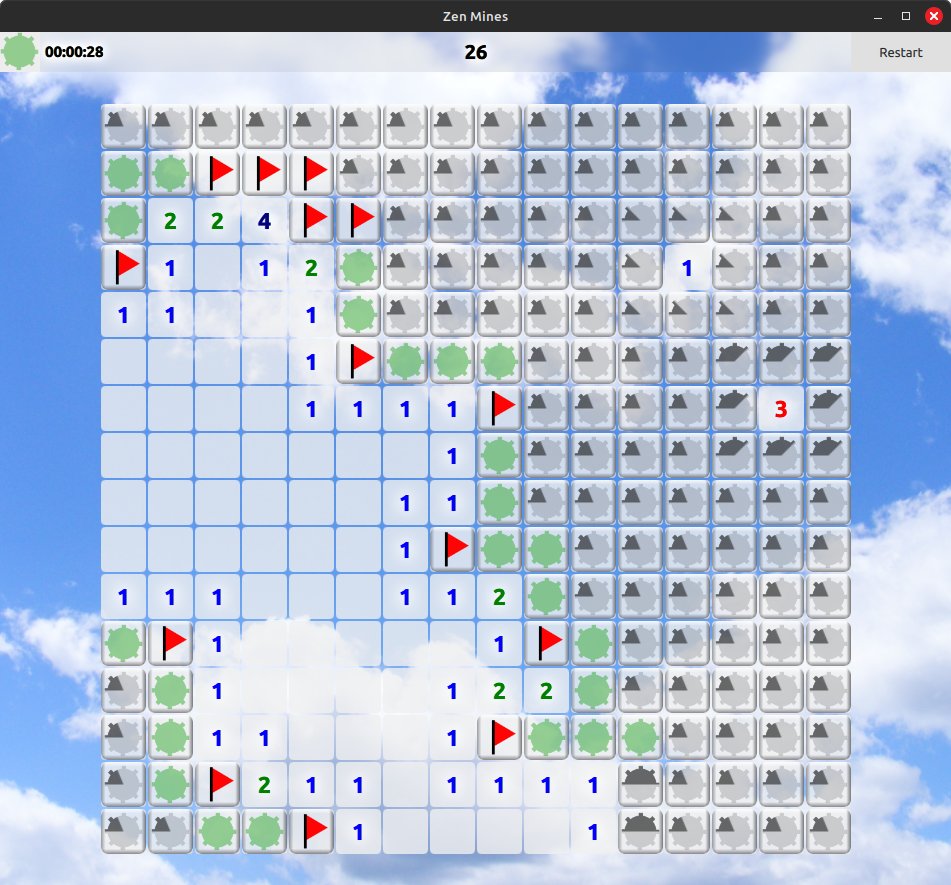 Zen Mines
00:00:28 26 Restart
2 2 4
1 1 2 1
1 1 1
1
1 1 1 1 3
1
1 1
1
1 1 1 1 1 2
1 1
1 1 2 2
1 1 1
2 1 1 1 1 1 1
1 1